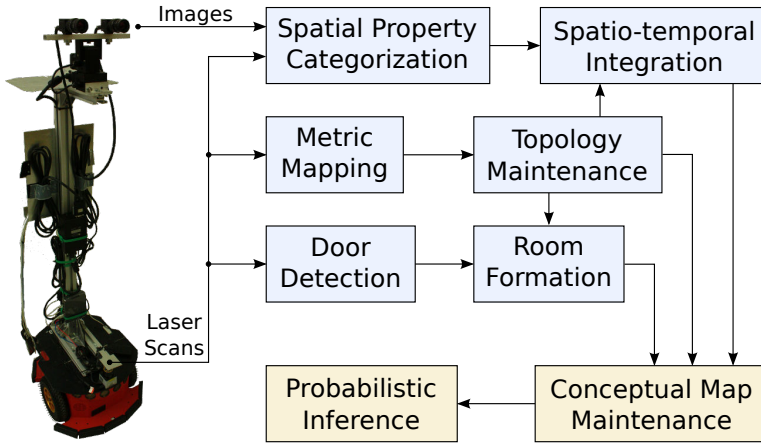 Images
Spatial Property
Categorization
Spatio-temporal
Integration
Metric
Mapping
Topology
Maintenance
Door
Detection
Room
Formation
Laser
Scans
Probabilistic
Inference
Conceptual Map
Maintenance